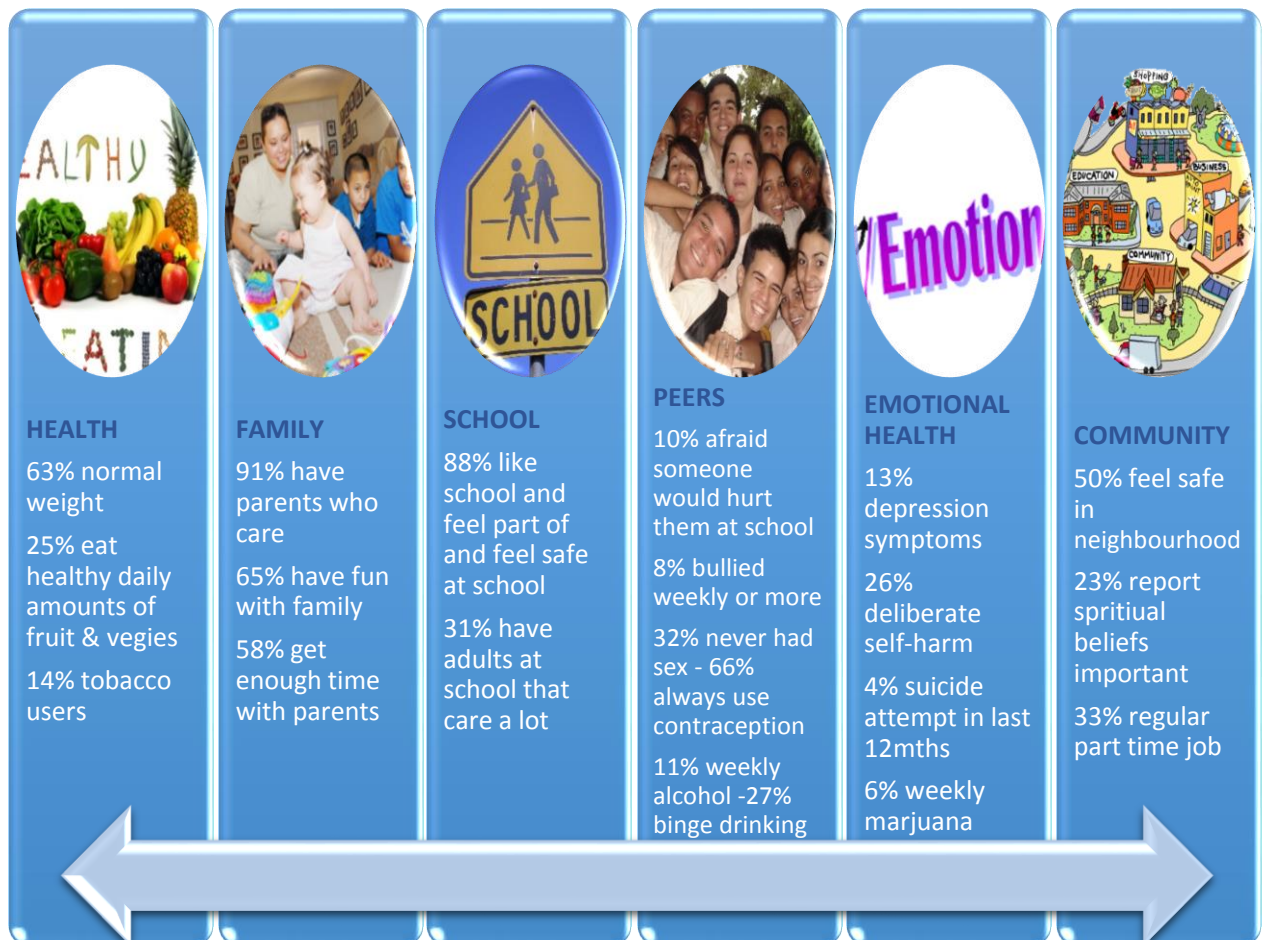 EALTHY
EATIN
HEALTH
63% normal
weight
25% eat
healthy daily
amounts of
fruit & vegies
14% tobacco
users
FAMILY
91% have
parents who
care
65% have fun
with family
58% get
enough time
with parents
SCHOOL
SCHOOL
88% like
school and
feel part of
and feel safe
at school
31% have
adults at
school that
care a lot
PEERS
10% afraid
someone
would hurt
them at school
8% bullied
weekly or more
32% never had
sex - 66%
always use
contraception
11% weekly
alcohol -27%
binge drinking
Emotion
EMOTIONAL
HEALTH
13%
depression
symptoms
26%
deliberate
self-harm
4% suicide
attempt in last
12mths
6% weekly
marjuana
SHOPPING
EDUCATION
BUSINESS
COMMUNITY
COMMUNITY
50% feel safe
in
neighbourhood
23% report
spritiual
beliefs
important
33% regular
part time job